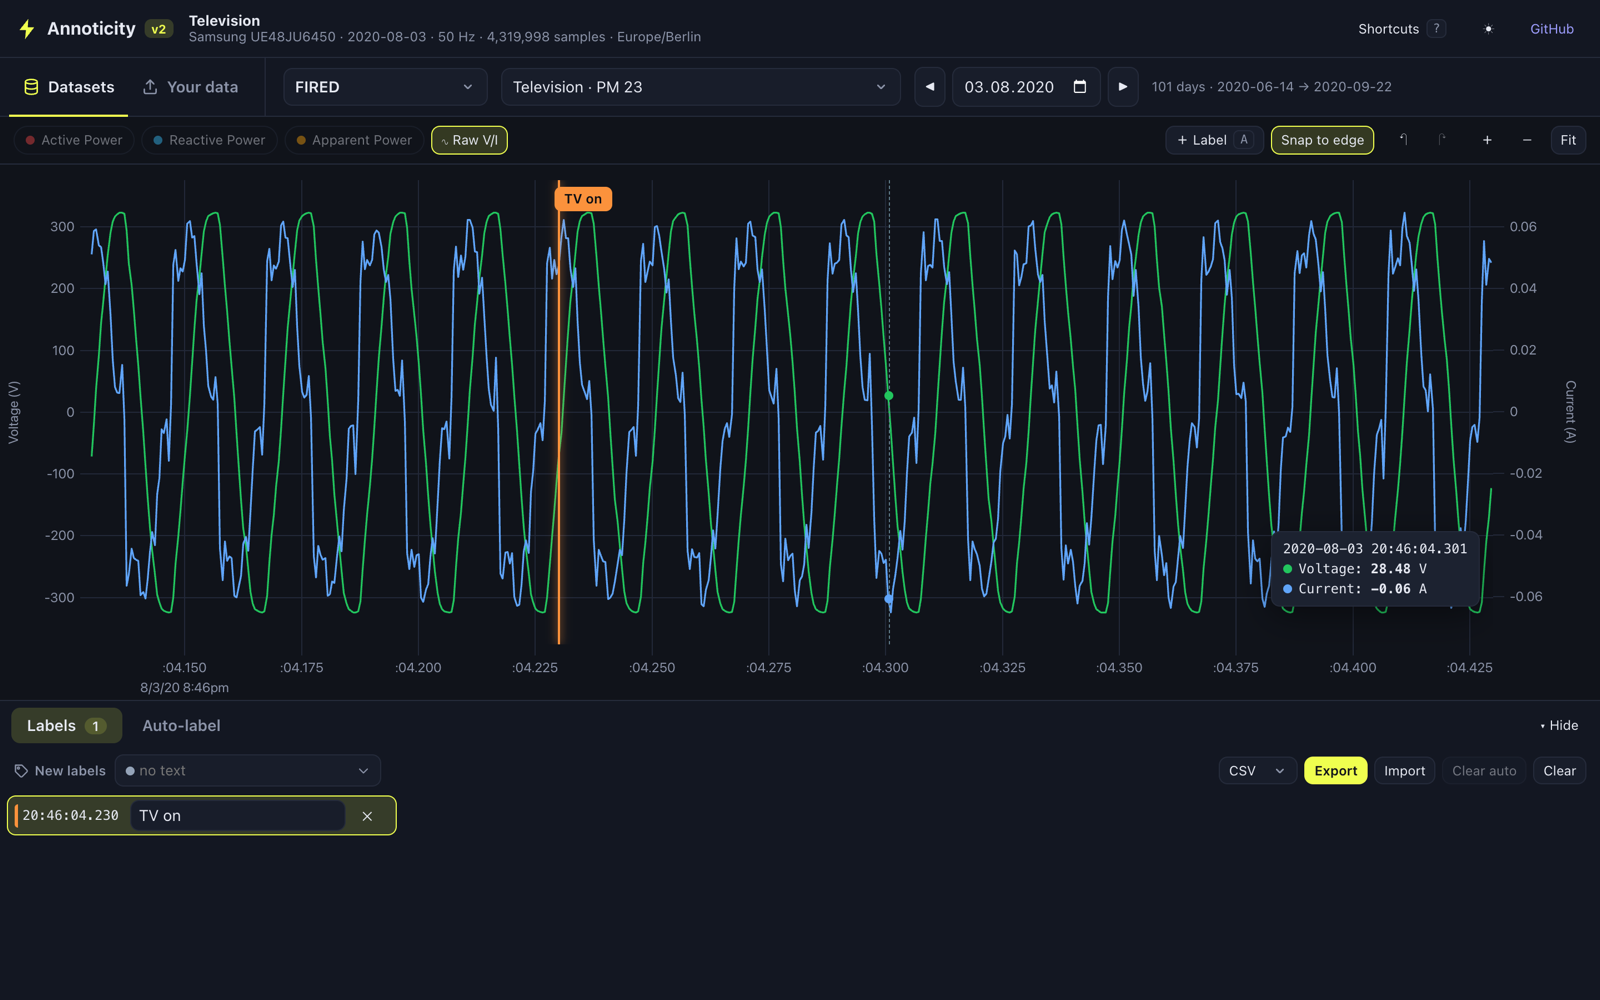 Annoticity v2
Television
Samsung UE48JU6450 · 2020-08-03 · 50 Hz · 4,319,998 samples · Europe/Berlin
Shortcuts ?
GitHub
Datasets
Your data
FIRED
Television · PM 23
03.08.2020
101 days · 2020-06-14 → 2020-09-22
Active Power
Reactive Power
Apparent Power
Raw V/I
+ Label A
Snap to edge
+
−
Fit
TV on
Voltage (V)
300
200
100
0
-100
-200
-300
0.06
0.04
0.02
0
-0.02
-0.04
-0.06
Current (A)
2020-08-03 20:46:04.301
Voltage: 28.48 V
Current: -0.06 A
:04.150
:04.175
:04.200
:04.225
:04.250
:04.275
:04.300
:04.325
:04.350
:04.375
:04.400
:04.425
8/3/20 8:46pm
Labels 1
Auto-label
Hide
New labels
no text
CSV
Export
Import
Clear auto
Clear
20:46:04.230
TV on
×